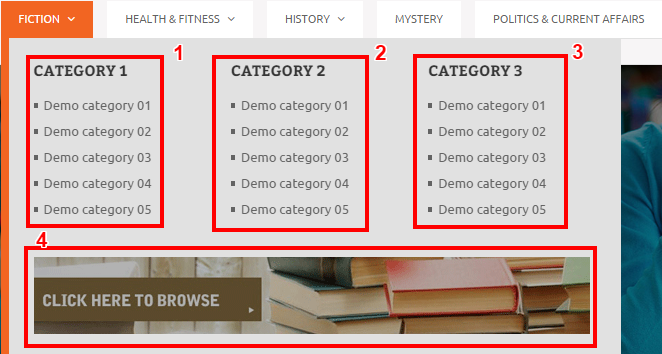 FICTION HEALTH & FITNESS HISTORY MYSTERY POLITICS & CURRENT AFFAIRS
1 2 3
CATEGORY 1 CATEGORY 2 CATEGORY 3
Demo category 01 Demo category 01 Demo category 01
Demo category 02 Demo category 02 Demo category 02
Demo category 03 Demo category 03 Demo category 03
Demo category 04 Demo category 04 Demo category 04
Demo category 05 Demo category 05 Demo category 05
4
CLICK HERE TO BROWSE